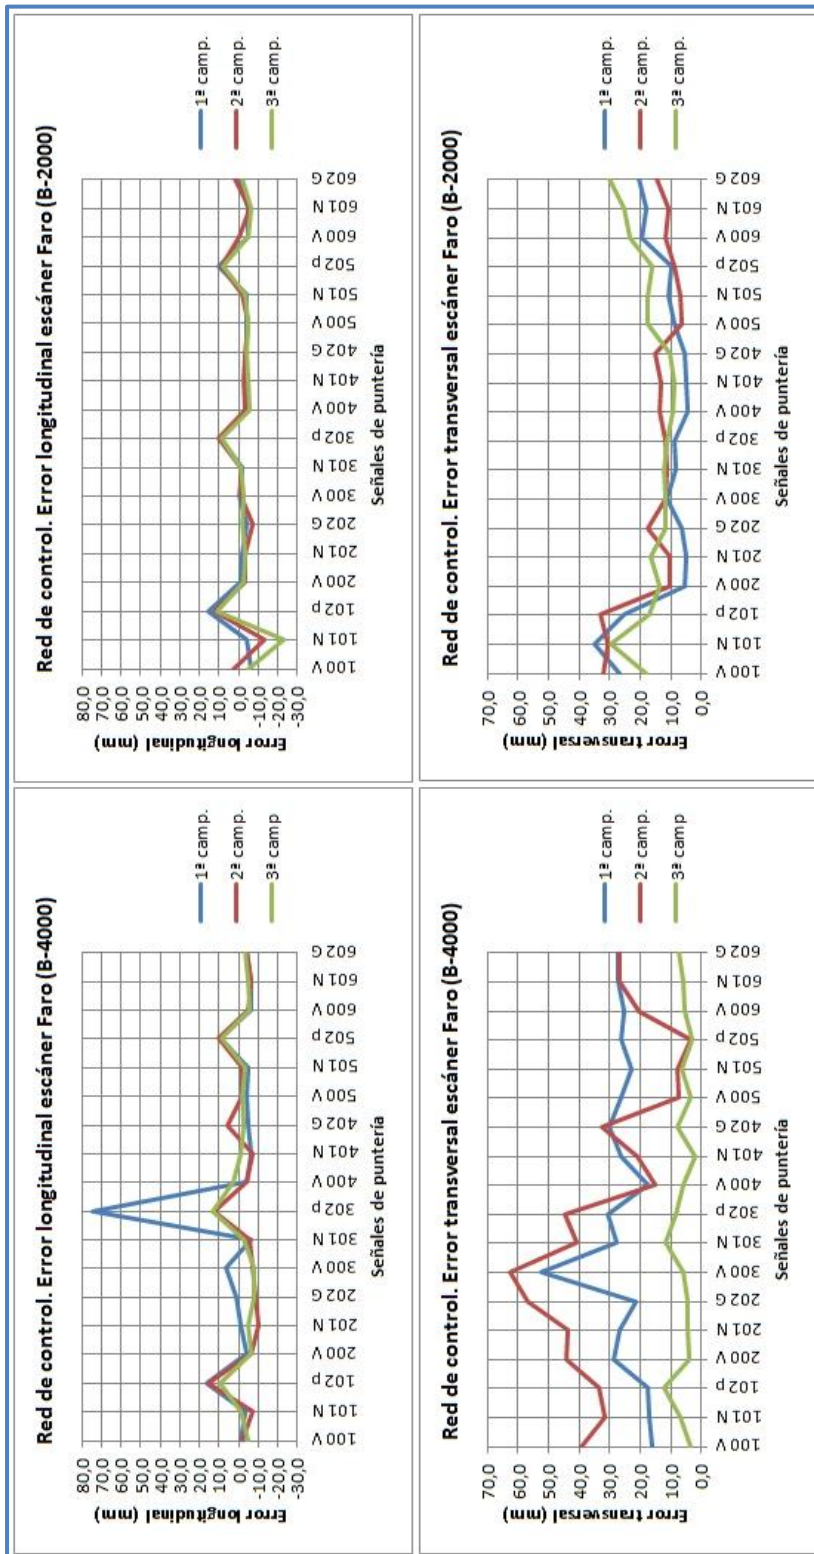 Red de control. Error longitudinal escáner Faro (B-4000)
Error longitudinal (mm)
80,0
70,0
60,0
50,0
40,0
30,0
20,0
10,0
0,0
-10,0
-20,0
-30,0
100 V
101 N
102 p
200 V
201 N
202 G
300 V
301 N
302 p
400 V
401 N
402 G
500 V
501 N
502 p
600 V
601 N
602 G
Señales de puntería
1ª camp.
2ª camp.
3ª camp.
Red de control. Error longitudinal escáner Faro (B-2000)
Error longitudinal (mm)
80,0
70,0
60,0
50,0
40,0
30,0
20,0
10,0
0,0
-10,0
-20,0
-30,0
100 V
101 N
102 p
200 V
201 N
202 G
300 V
301 N
302 p
400 V
401 N
402 G
500 V
501 N
502 p
600 V
601 N
602 G
Señales de puntería
1ª camp.
2ª camp.
3ª camp.
Red de control. Error transversal escáner Faro (B-4000)
Error transversal (mm)
70,0
60,0
50,0
40,0
30,0
20,0
10,0
0,0
100 V
101 N
102 p
200 V
201 N
202 G
300 V
301 N
302 p
400 V
401 N
402 G
500 V
501 N
502 p
600 V
601 N
602 G
Señales de puntería
1ª camp.
2ª camp.
3ª camp.
Red de control. Error transversal escáner Faro (B-2000)
Error transversal (mm)
70,0
60,0
50,0
40,0
30,0
20,0
10,0
0,0
100 V
101 N
102 p
200 V
201 N
202 G
300 V
301 N
302 p
400 V
401 N
402 G
500 V
501 N
502 p
600 V
601 N
602 G
Señales de puntería
1ª camp.
2ª camp.
3ª camp.